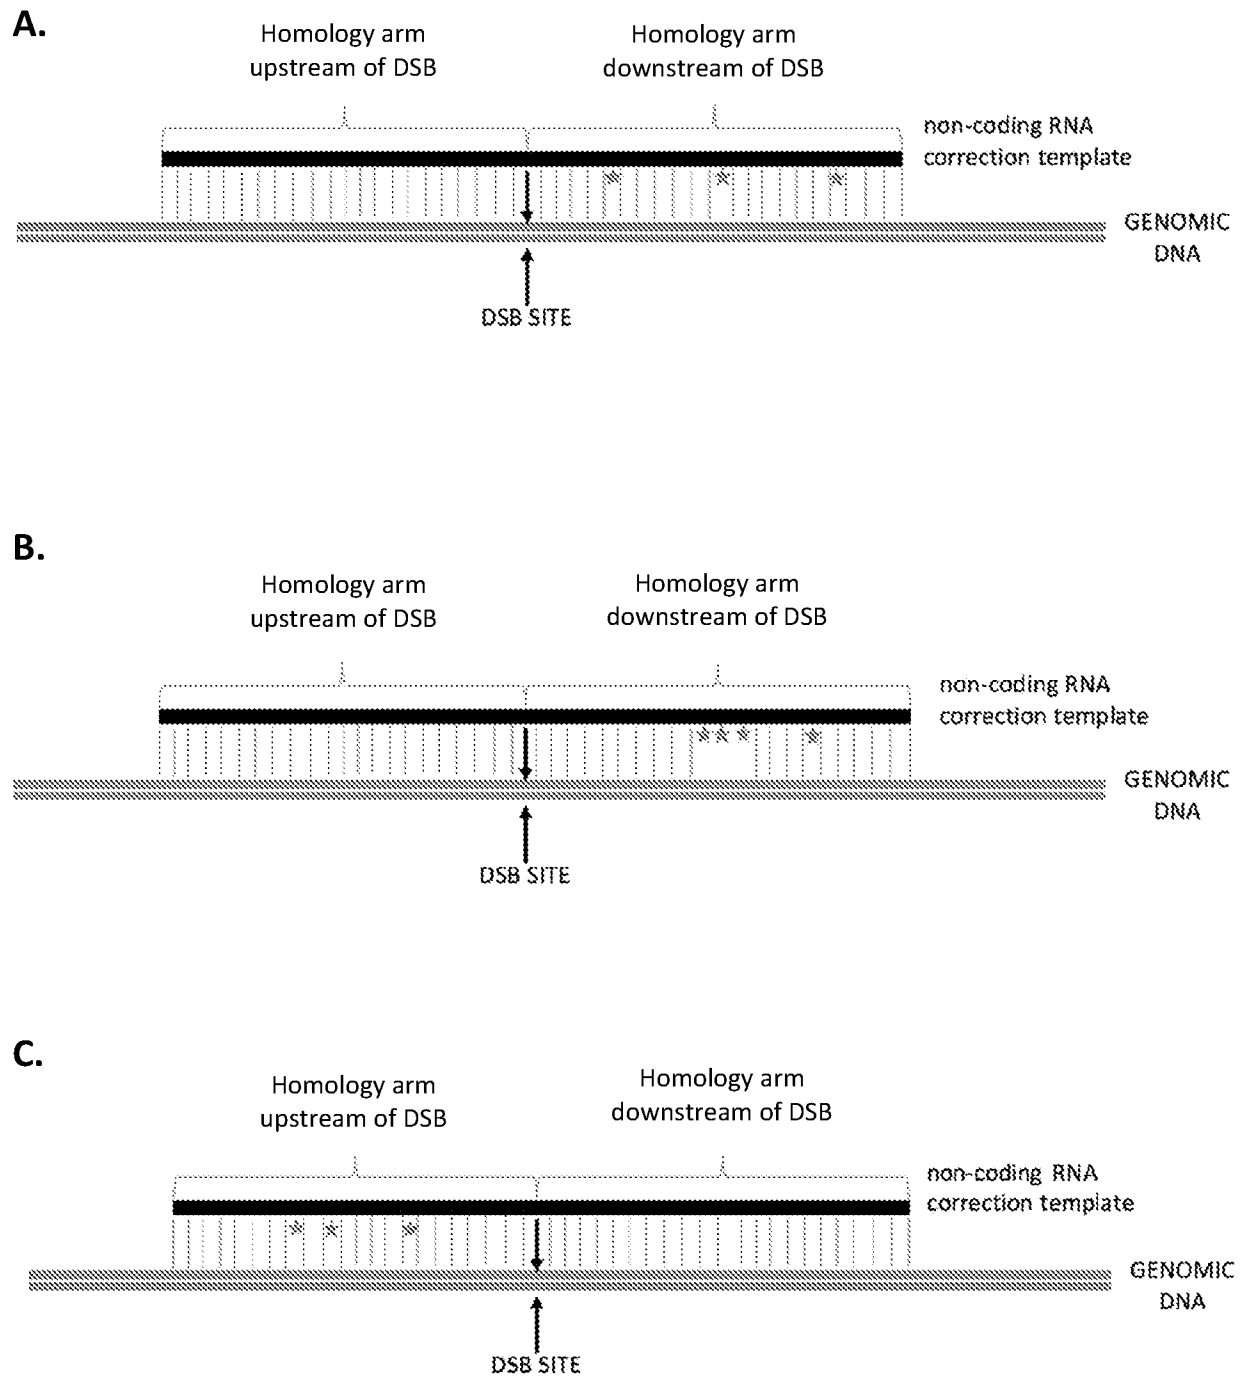 A.
Homology arm
upstream of DSB
Homology arm
downstream of DSB
non-coding RNA
correction template
GENOMIC
DNA
DSB SITE
B.
Homology arm
upstream of DSB
Homology arm
downstream of DSB
non-coding RNA
correction template
GENOMIC
DNA
DSB SITE
C.
Homology arm
upstream of DSB
Homology arm
downstream of DSB
non-coding RNA
correction template
GENOMIC
DNA
DSB SITE